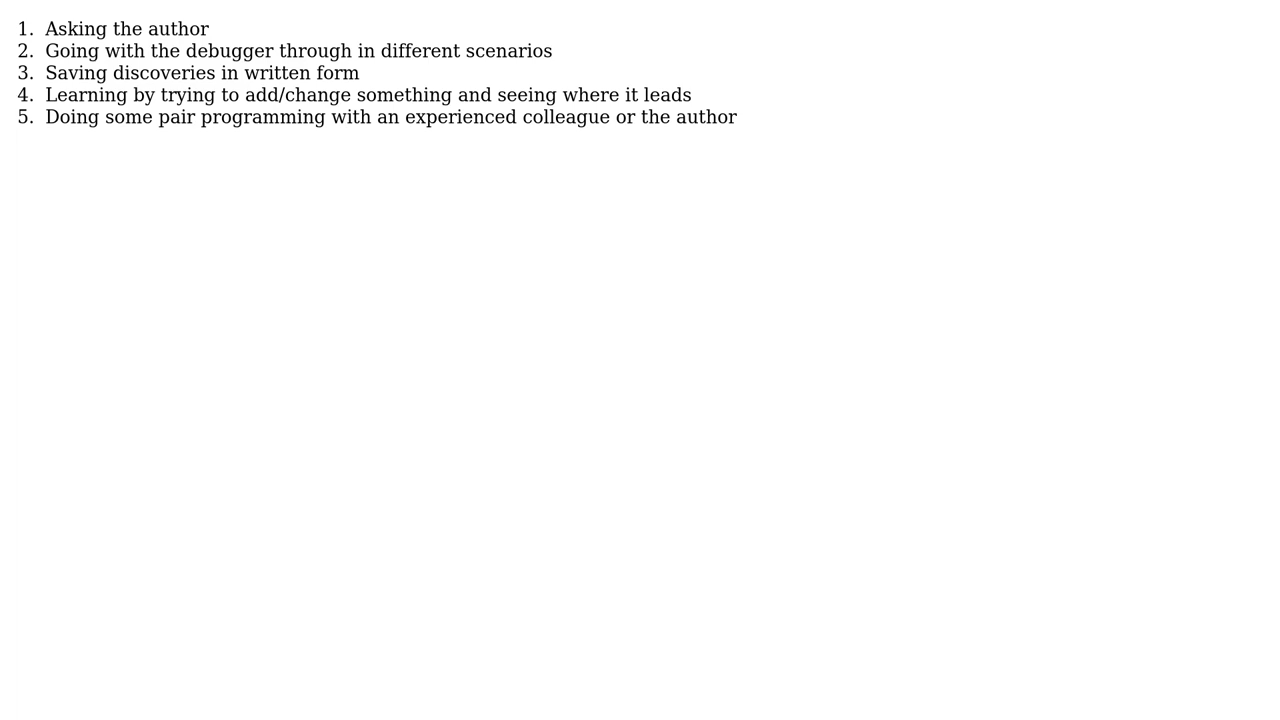 1. Asking the author
2. Going with the debugger through in different scenarios
3. Saving discoveries in written form
4. Learning by trying to add/change something and seeing where it leads
5. Doing some pair programming with an experienced colleague or the author